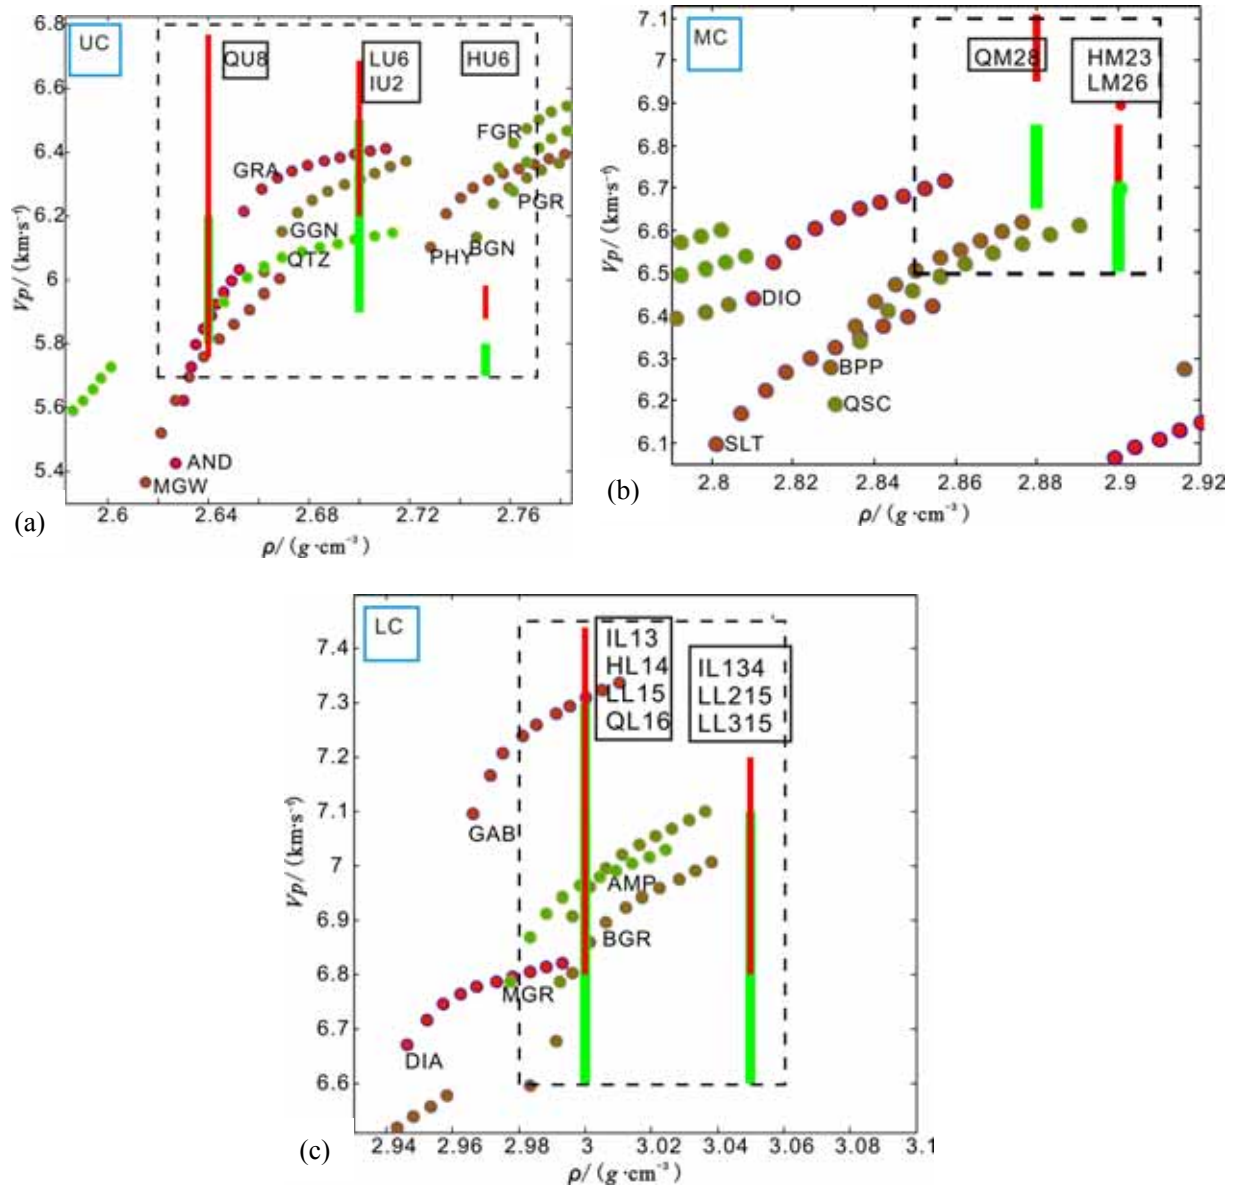 6.8
6.6
6.4
6.2
6
5.8
5.6
5.4
Vp/ (km·s⁻¹)
UC
QU8
LU6
IU2
HU6
FGR
GRA
PGR
GGN
QTZ
PHY
BGN
AND
MGW
2.6
2.64
2.68
2.72
2.76
ρ/ (g·cm⁻³)
(a)
7.1
7
6.9
6.8
6.7
6.6
6.5
6.4
6.3
6.2
6.1
Vp/ (km·s⁻¹)
MC
QM28
HM23
LM26
DIO
BPP
QSC
SLT
2.8
2.82
2.84
2.86
2.88
2.9
2.92
ρ/ (g·cm⁻³)
(b)
7.4
7.3
7.2
7.1
7
6.9
6.8
6.7
6.6
Vp/ (km·s⁻¹)
LC
IL13
HL14
LL15
QL16
IL134
LL215
LL315
GAB
AMP
BGR
MGR
DIA
2.94
2.96
2.98
3
3.02
3.04
3.06
3.08
3.1
ρ/ (g·cm⁻³)
(c)